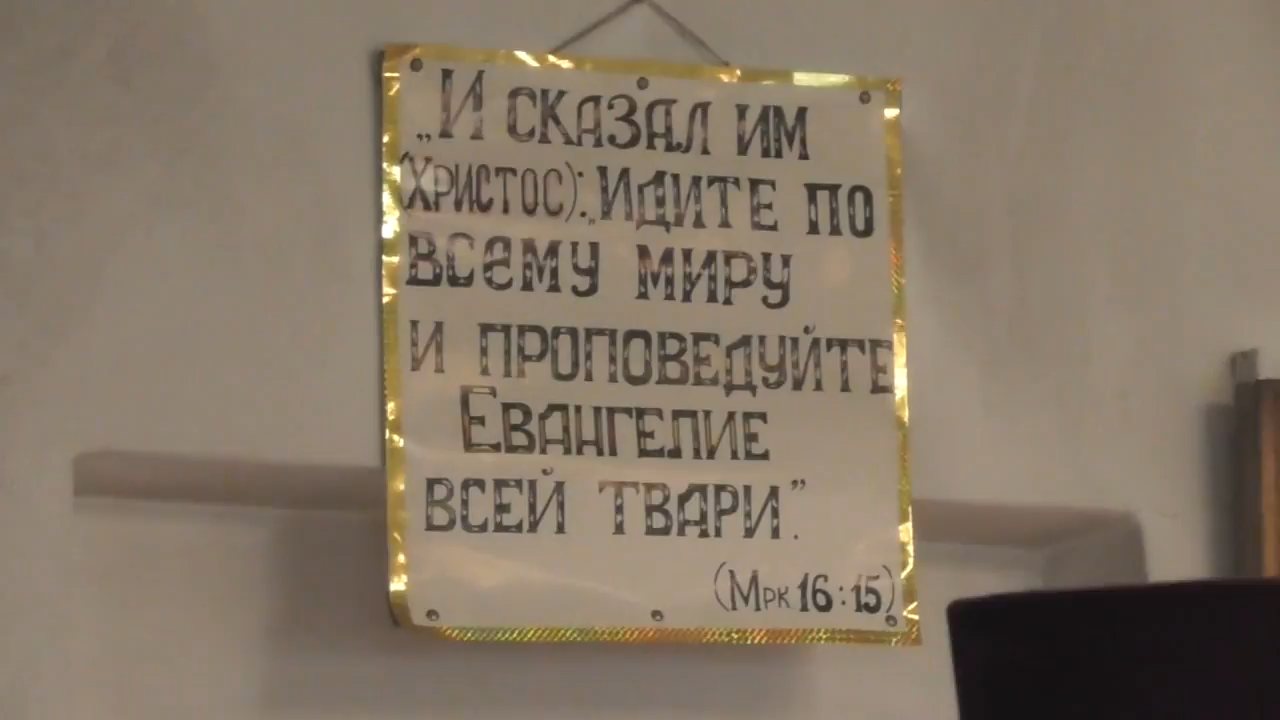 „И СКАЗАЛ ИМ
(ХРИСТОС): „ИДИТЕ ПО
ВСЕМУ МИРУ
И ПРОПОВЕДУЙТЕ
ЕВАНГЕЛИЕ
ВСЕЙ ТВАРИ.”
(Мрк 16:15)